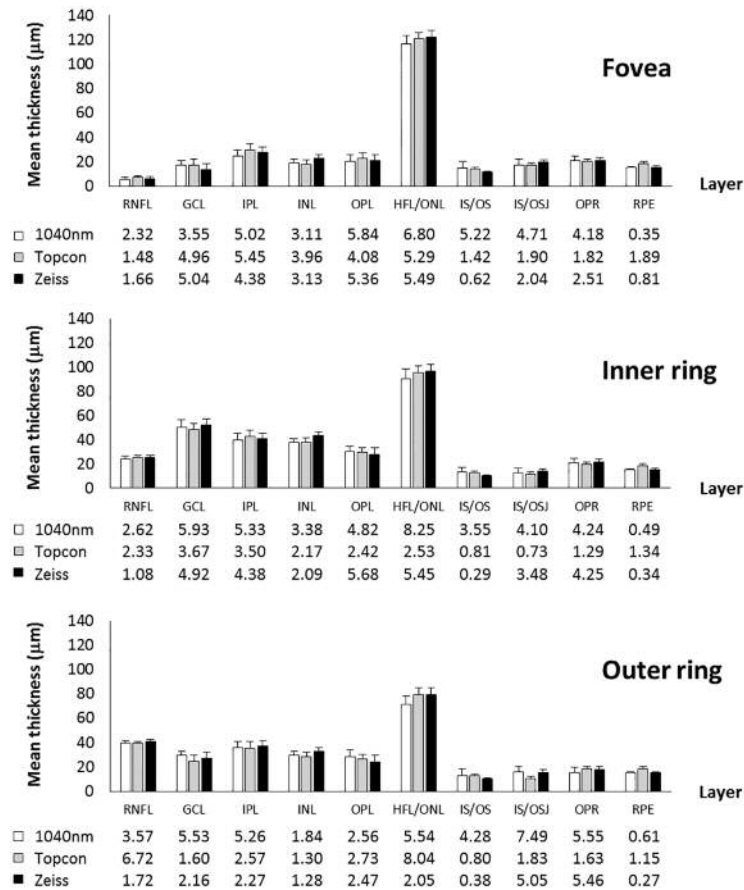 140
120
100
80
60
40
20
0
Mean thickness (μm)
Fovea
Layer
RNFL GCL IPL INL OPL HFL/ONL IS/OS IS/OSJ OPR RPE
1040nm 2.32 3.55 5.02 3.11 5.84 6.80 5.22 4.71 4.18 0.35
Topcon 1.48 4.96 5.45 3.96 4.08 5.29 1.42 1.90 1.82 1.89
Zeiss 1.66 5.04 4.38 3.13 5.36 5.49 0.62 2.04 2.51 0.81
140
120
100
80
60
40
20
0
Mean thickness (μm)
Inner ring
Layer
RNFL GCL IPL INL OPL HFL/ONL IS/OS IS/OSJ OPR RPE
1040nm 2.62 5.93 5.33 3.38 4.82 8.25 3.55 4.10 4.24 0.49
Topcon 2.33 3.67 3.50 2.17 2.42 2.53 0.81 0.73 1.29 1.34
Zeiss 1.08 4.92 4.38 2.09 5.68 5.45 0.29 3.48 4.25 0.34
140
120
100
80
60
40
20
0
Mean thickness (μm)
Outer ring
Layer
RNFL GCL IPL INL OPL HFL/ONL IS/OS IS/OSJ OPR RPE
1040nm 3.57 5.53 5.26 1.84 2.56 5.54 4.28 7.49 5.55 0.61
Topcon 6.72 1.60 2.57 1.30 2.73 8.04 0.80 1.83 1.63 1.15
Zeiss 1.72 2.16 2.27 1.28 2.47 2.05 0.38 5.05 5.46 0.27